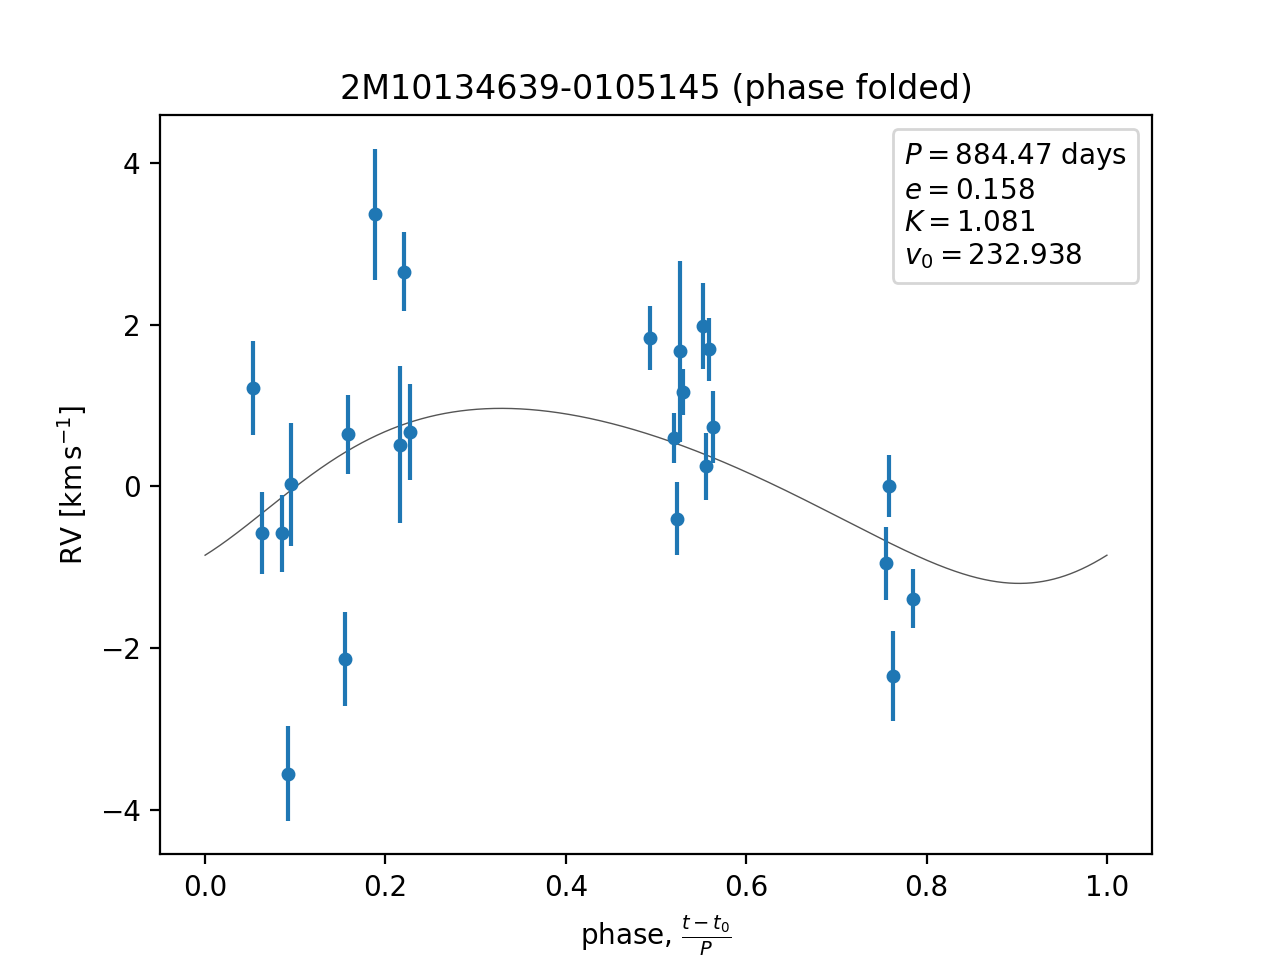 2M10134639-0105145 (phase folded)
P = 884.47 days
e = 0.158
K = 1.081
v₀ = 232.938
RV [km s⁻¹]
4
2
0
−2
−4
0.0 0.2 0.4 0.6 0.8 1.0
phase, (t − t₀)/P